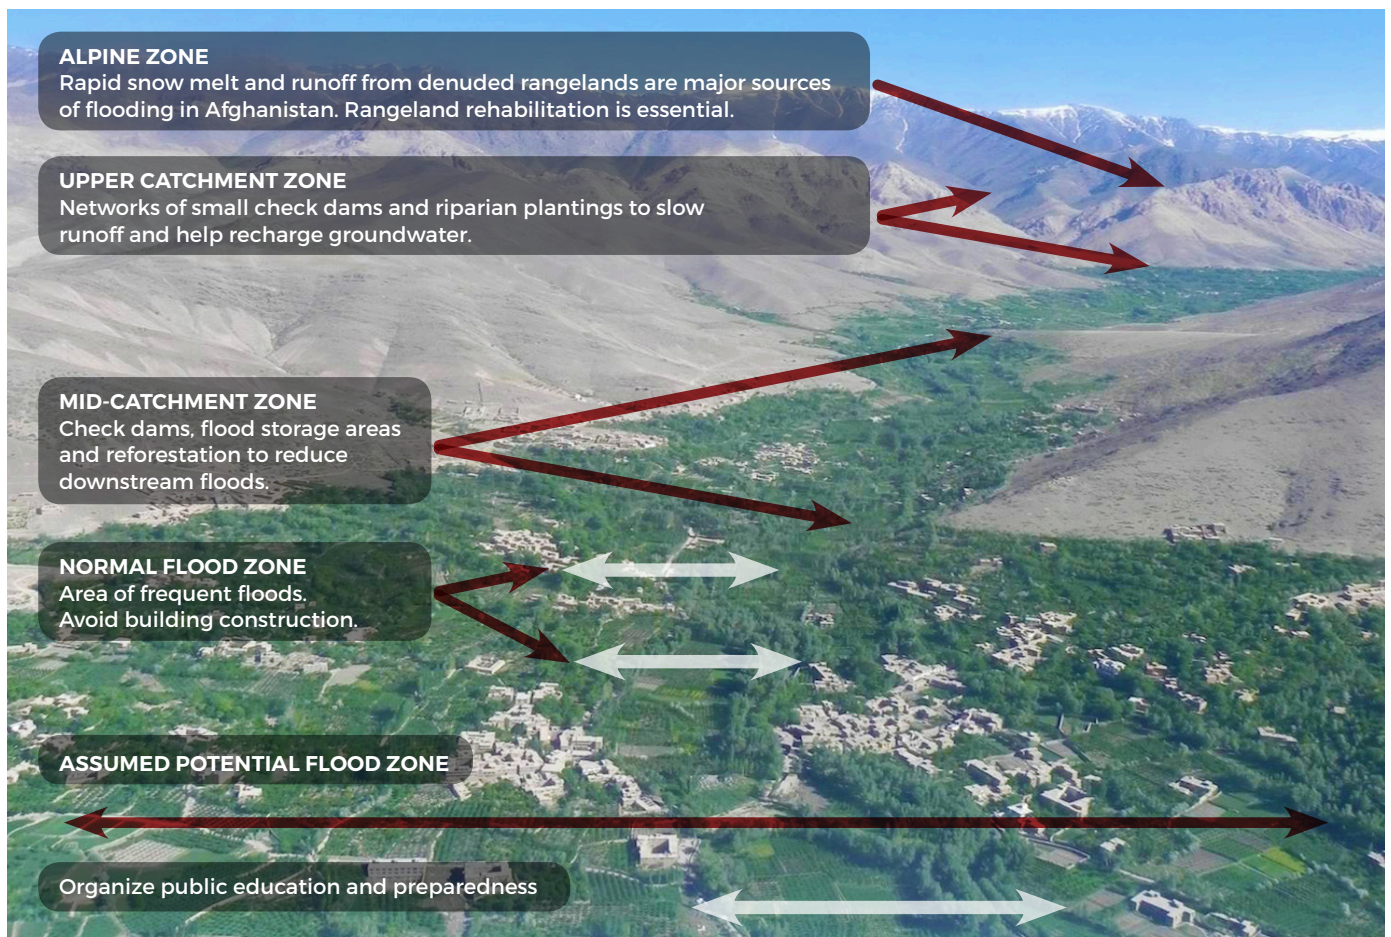 ALPINE ZONE
Rapid snow melt and runoff from denuded rangelands are major sources
of flooding in Afghanistan. Rangeland rehabilitation is essential.
UPPER CATCHMENT ZONE
Networks of small check dams and riparian plantings to slow
runoff and help recharge groundwater.
MID-CATCHMENT ZONE
Check dams, flood storage areas
and reforestation to reduce
downstream floods.
NORMAL FLOOD ZONE
Area of frequent floods.
Avoid building construction.
ASSUMED POTENTIAL FLOOD ZONE
Organize public education and preparedness